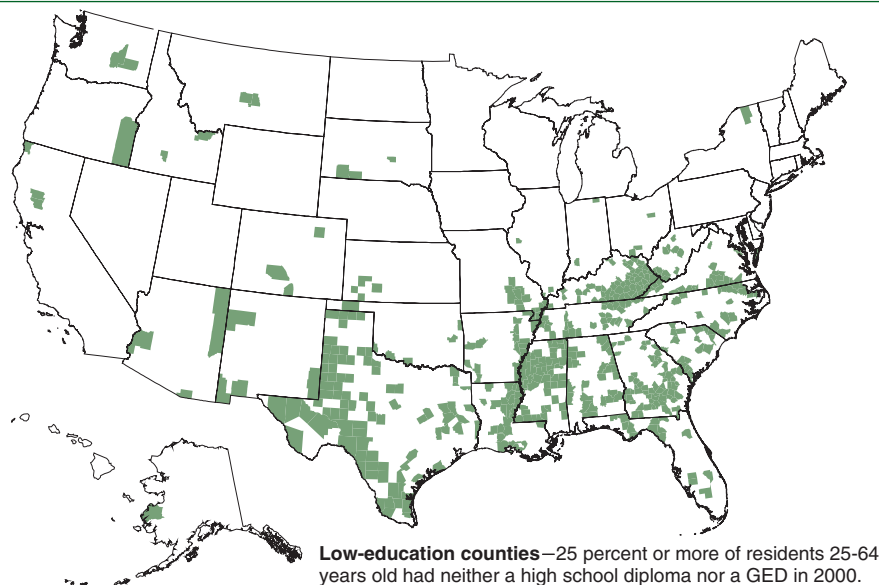 Low-education counties—25 percent or more of residents 25-64
years old had neither a high school diploma nor a GED in 2000.